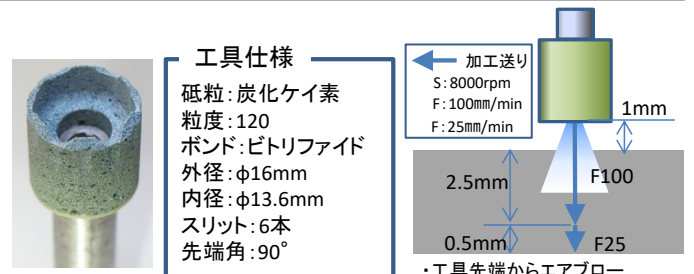 工具仕様
砥粒:炭化ケイ素
粒度:120
ボンド:ビトリファイド
外径:φ16mm
内径:φ13.6mm
スリット:6本
先端角:90°
加工送り
S:8000rpm
F:100㎜/min
F:25㎜/min
1mm
2.5mm
F100
0.5mm
F25
・工具先端からエアブロー